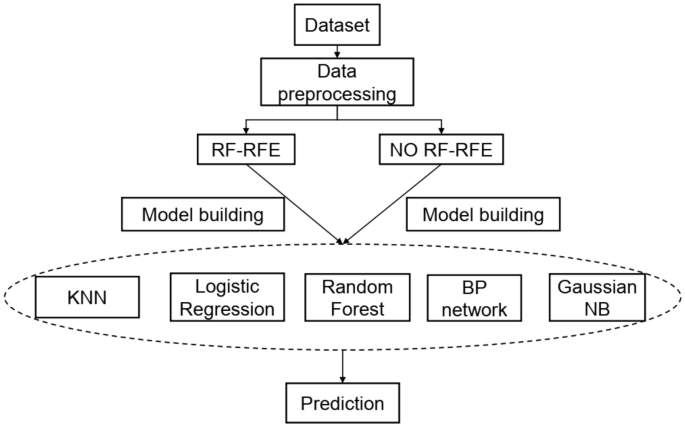 Dataset
Data
preprocessing
RF-RFE
NO RF-RFE
Model building
Model building
KNN
Logistic
Regression
Random
Forest
BP
network
Gaussian
NB
Prediction